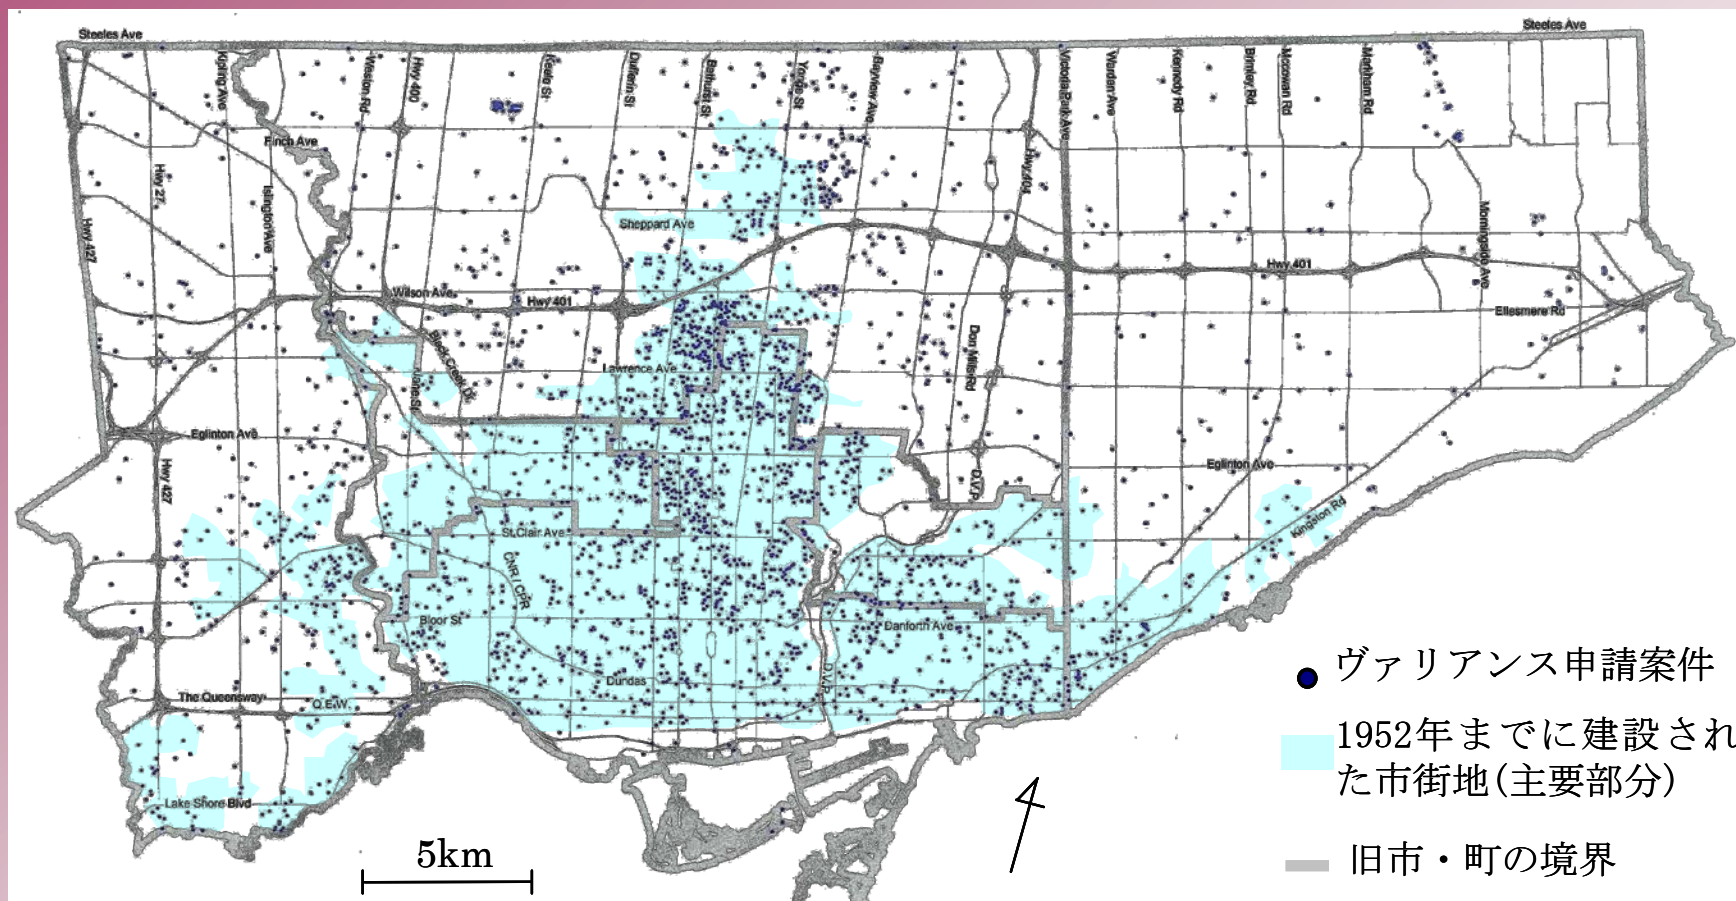 Steeles Ave
Steeles Ave
Kipling Ave
Weston Rd
Hwy 400
Keele St
Dufferin St
Bathurst St
Yonge St
Bayview Ave
Victoria Park Ave
Warden Ave
Kennedy Rd
Brimley Rd
Mccowan Rd
Markham Rd
Finch Ave
Hwy 27
Islington Ave
Hwy 404
Hwy 427
Sheppard Ave
Morningside Ave
Hwy 401
Wilson Ave
Hwy 401
Ellesmere Rd
Black Creek Dr
Don Mills Rd
Lawrence Ave
Jane St
Eglinton Ave
Hwy 427
Eglinton Ave
D.V.P.
Kingston Rd
St.Clair Ave
CNR / CPR
Bloor St
Danforth Ave
D.V.P.
Dundas
The Queensway
Q.E.W.
Lake Shore Blvd
5km
ヴァリアンス申請案件
1952年までに建設され
た市街地(主要部分)
旧市・町の境界